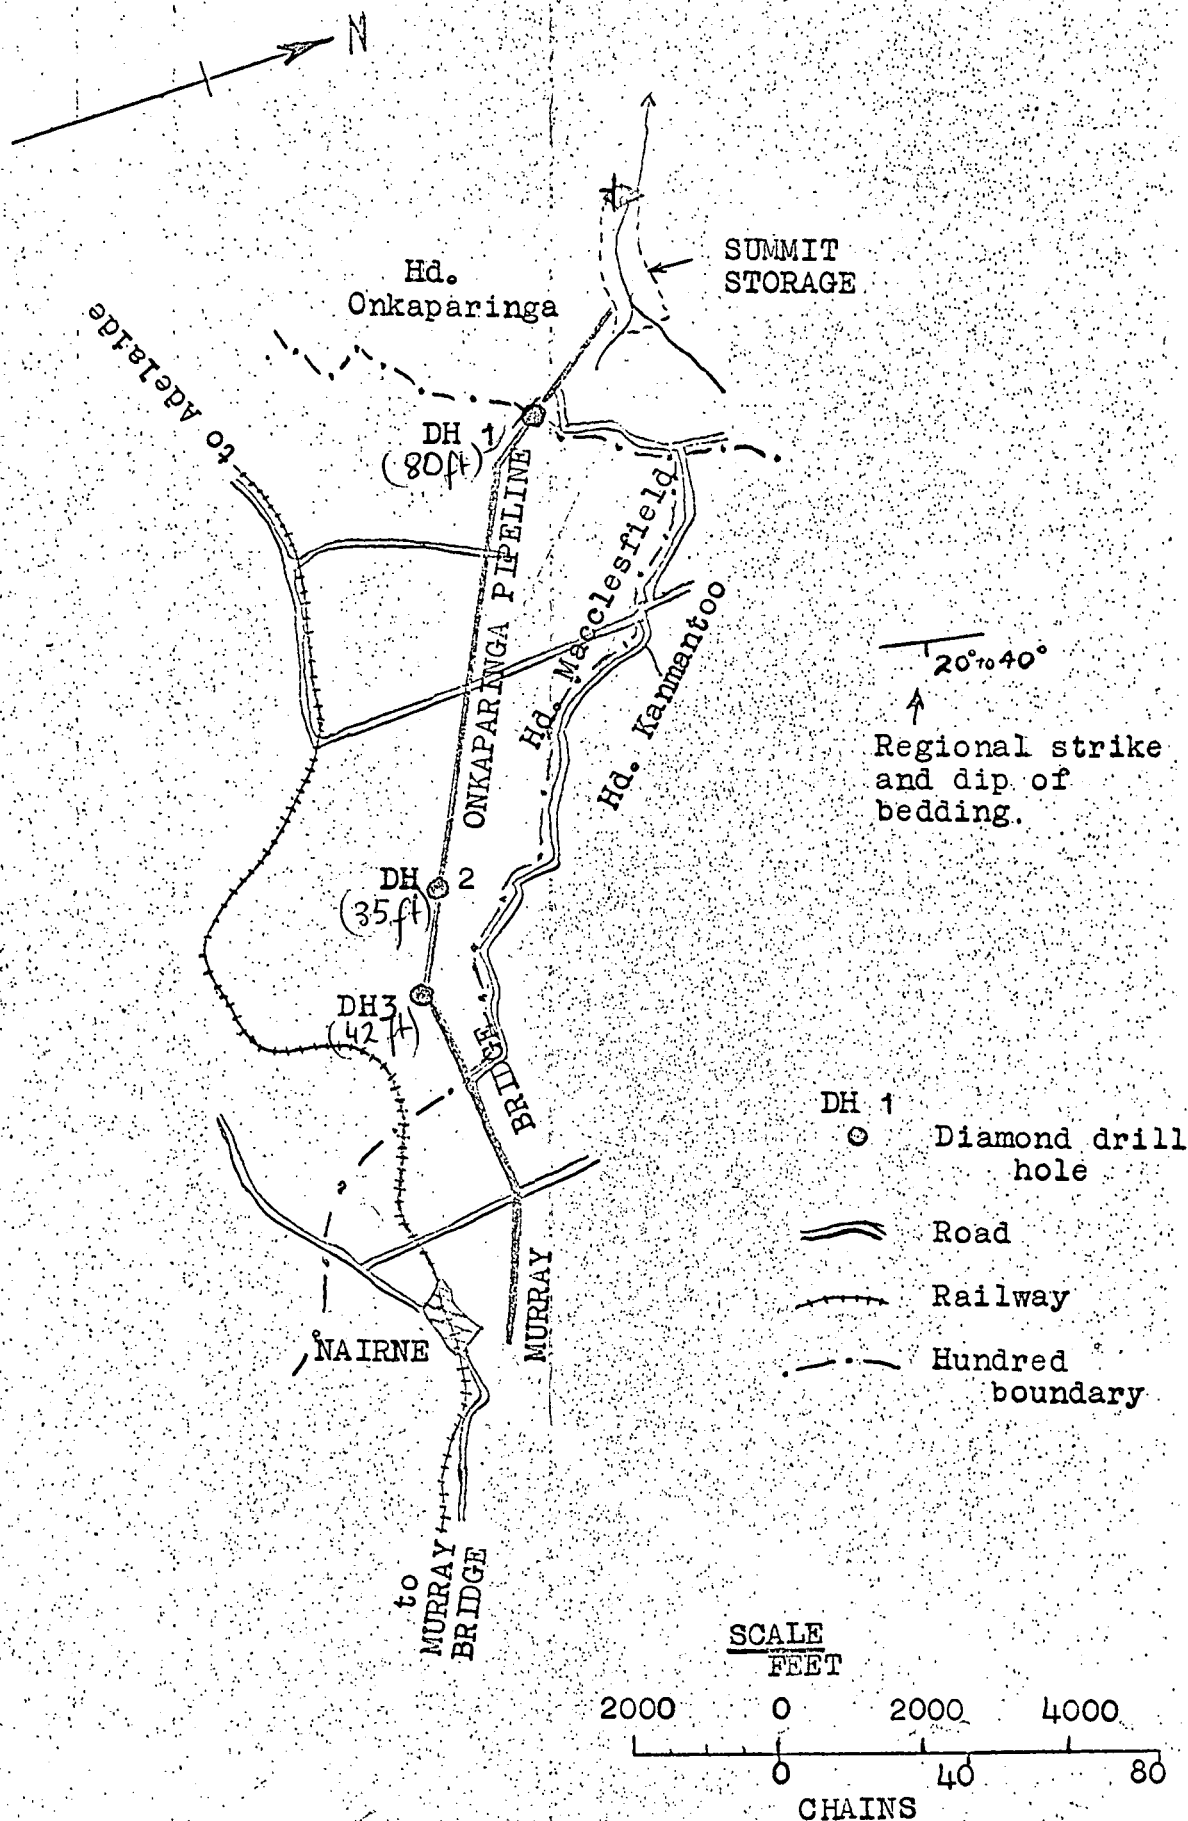 N
SUMMIT
STORAGE
Hd.
Onkaparinga
to Adelaide
DH 1
(80ft)
MURRAY BRIDGE ONKAPARINGA PIPELINE
Hd. Macclesfield
Hd. Kanmantoo
20° TO 40°
Regional strike
and dip of
bedding.
DH 2
(35ft)
DH3
(42ft)
NAIRNE
to
MURRAY
BRIDGE
DH 1
Diamond drill
hole
Road
Railway
Hundred
boundary
SCALE
FEET
2000 0 2000 4000
0 40 80
CHAINS